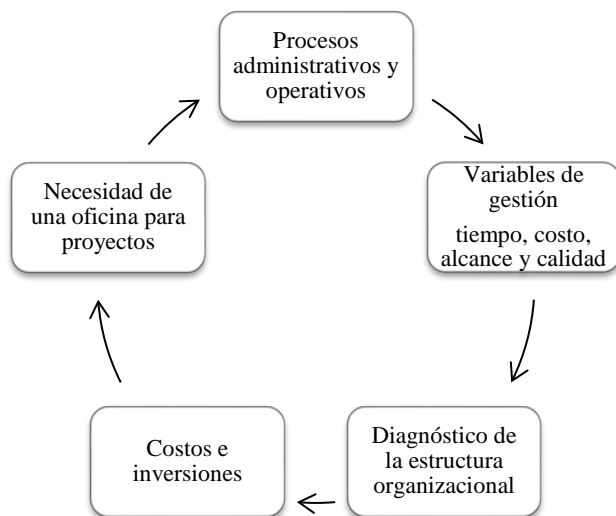 Procesos
administrativos y
operativos
Variables de
gestión
tiempo, costo,
alcance y calidad
Diagnóstico de
la estructura
organizacional
Costos e
inversiones
Necesidad de
una oficina para
proyectos